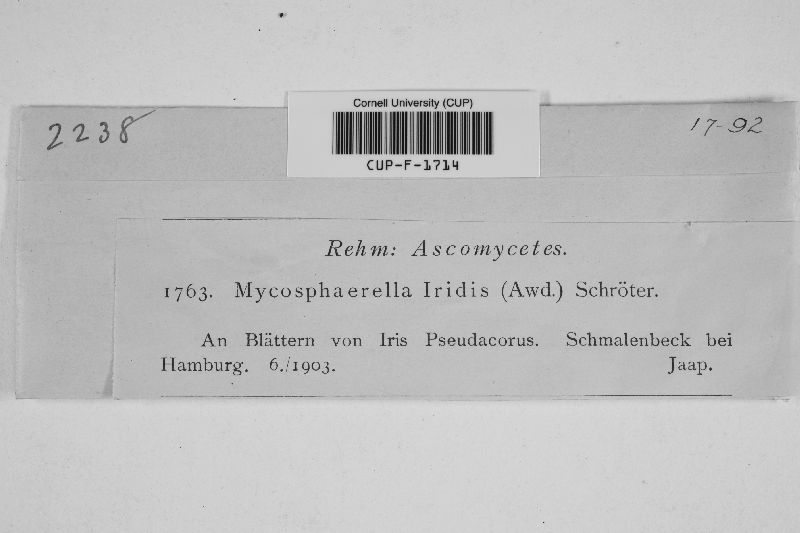 Cornell University (CUP)
CUP-F-1714
2238
17-92
Rehm: Ascomycetes.
1763. Mycosphaerella Iridis (Awd.) Schröter.
An Blättern von Iris Pseudacorus. Schmalenbeck bei
Hamburg. 6./1903. Jaap.